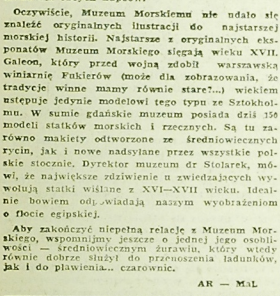 Oczywiście, Muzeum Morskiemu nie udało się
znaleźć oryginalnych ilustracji do najstarszej
morskiej historii. Najstarsze z oryginalnych eks-
ponatów Muzeum Morskiego sięgają wieku XVII.
Galeon, który przed wojną zdobił warszawską
winiarnię Fukierów (może dla zobrazowania, że
tradycje winne mamy równie stare?...) wiekiem
ustępuje jedynie modelowi tego typu ze Sztokhol-
mu. W sumie gdańskie muzeum posiada dziś 150
modeli statków morskich i rzecznych. Są tu za-
równo makiety odtworzone ze średniowiecznych
rycin, jak i nowe nadsyłane przez wszystkie pol-
skie stocznie. Dyrektor muzeum dr Stolarek, mó-
wi, że największe zdziwienie u zwiedzających wy-
wołują statki wiślane z XVI—XVII wieku. Ideal-
nie bowiem odpowiadają naszym wyobrażeniom
o flocie egipskiej.
Aby zakończyć niepełną relację z Muzeum Mor-
skiego, wspomnijmy jeszcze o jednej jego osobli-
wości — średniowiecznym żurawiu, który wtedy
równie dobrze służył do przenoszenia ładunków,
jak i do pławienia... czarownic.
AR — MAL